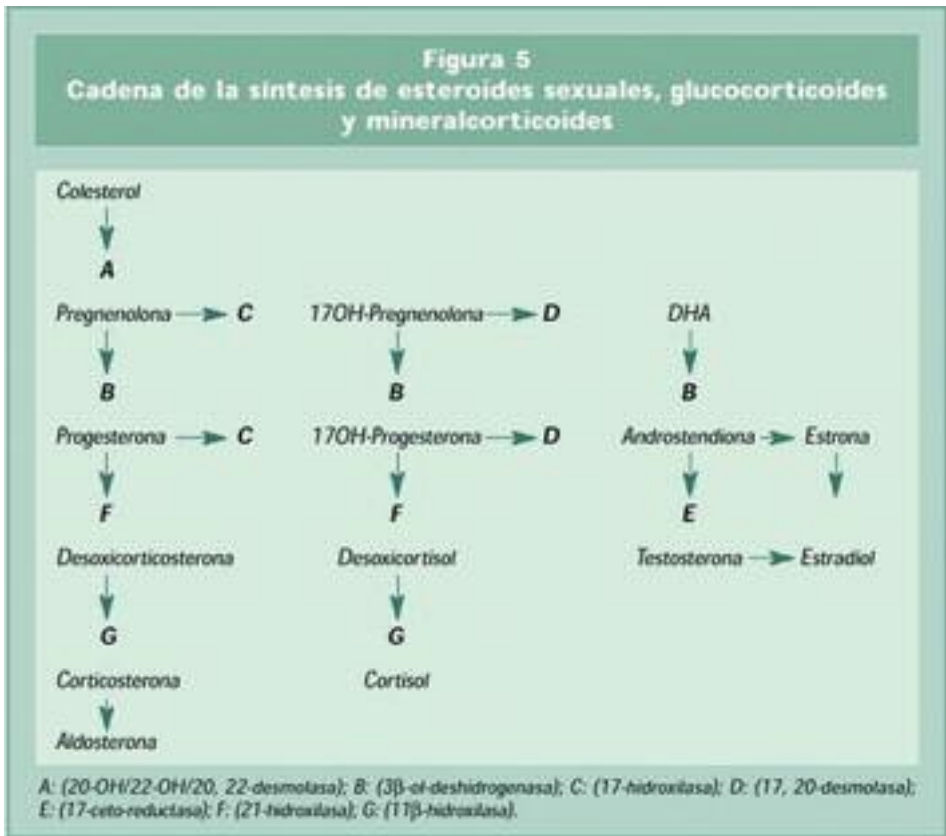 Figura 5
Cadena de la síntesis de esteroides sexuales, glucocorticoides
y mineralcorticoides
Colesterol
A
Pregnenolona C 17OH-Pregnenolona D DHA
B B B
Progesterona C 17OH-Progesterona D Androstendiona Estrona
F F E
Desoxicorticosterona Desoxicortisol Testosterona Estradiol
G G
Corticosterona Cortisol
Aldosterona
A: (20-OH/22-OH/20, 22-desmolasa); B: (3β-ol-deshidrogenasa); C: (17-hidroxilasa); D: (17, 20-desmolasa);
E: (17-ceto-reductasa); F: (21-hidroxilasa); G: (11β-hidroxilasa).